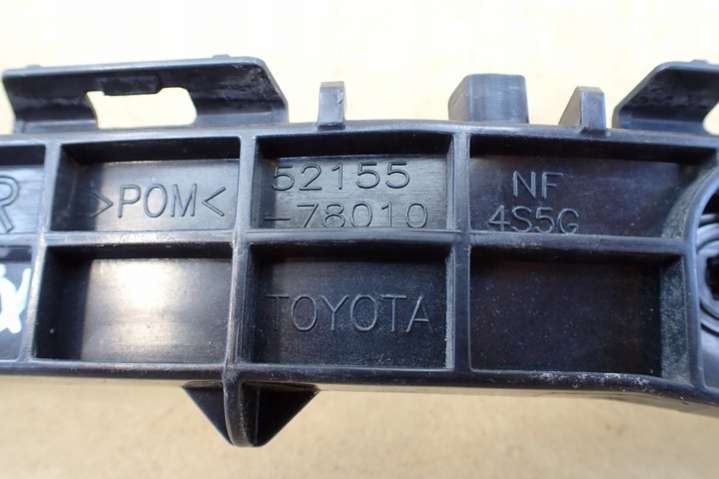 R
>POM<
52155
-78010
NF
4S5G
TOYOTA